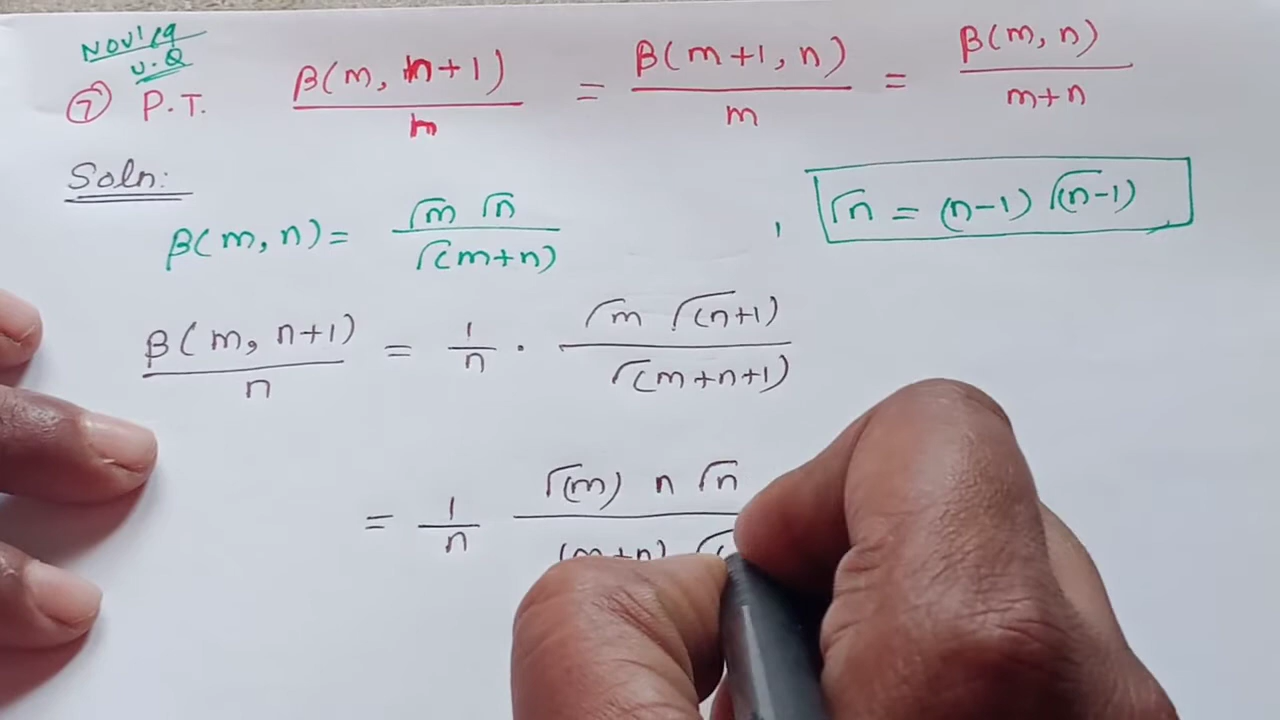 Nov'19
U.Q
⑦ P.T. β(m, n+1)/n = β(m+1, n)/m = β(m, n)/(m+n)
Soln:
β(m, n) = Γm Γn / Γ(m+n) , Γn = (n-1) Γ(n-1)
β(m, n+1)/n = 1/n · Γm Γ(n+1) / Γ(m+n+1)
= 1/n Γ(m) n Γn / (m+n) Γ(